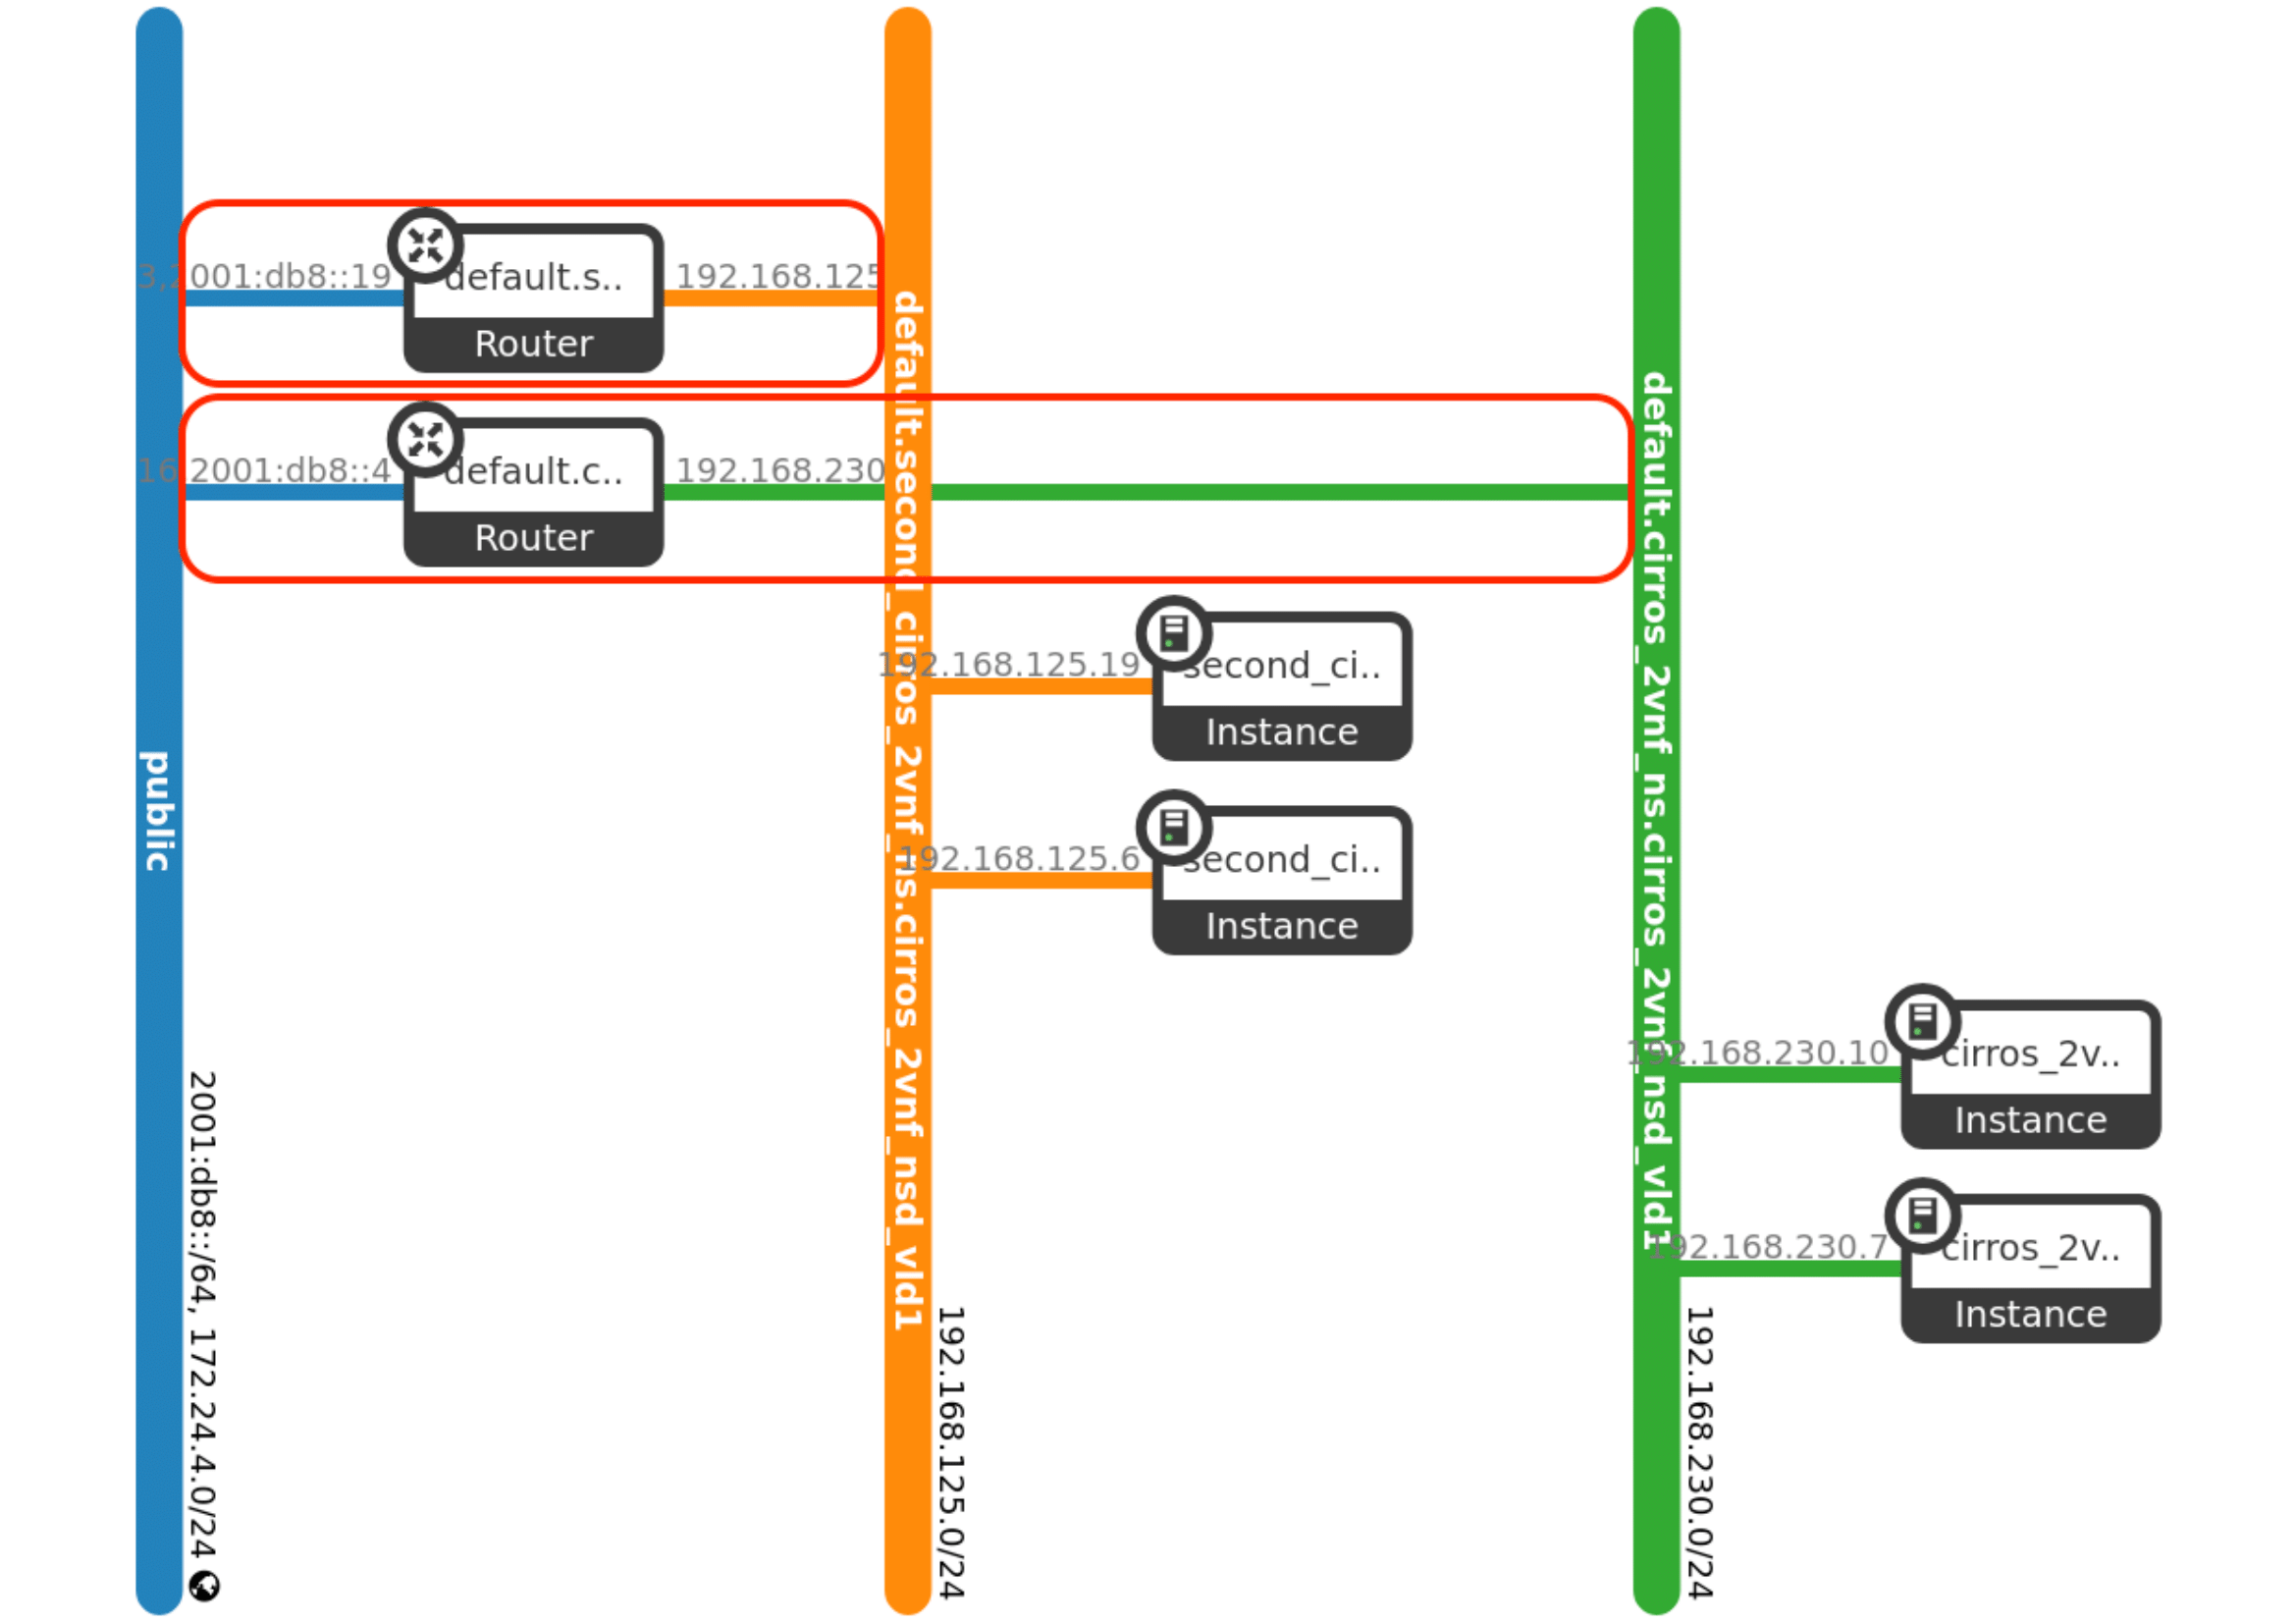 public
2001:db8::/64, 172.24.4.0/24
3,2001:db8::19
default.s..
Router
192.168.125
16 2001:db8::4
default.c..
Router
192.168.230
default.second_cirros_2vnf_ns.cirros_2vnf_nsd_vld1
192.168.125.0/24
192.168.125.19
second_ci..
Instance
192.168.125.6
second_ci..
Instance
default.cirros_2vnf_ns.cirros_2vnf_nsd_vld1
192.168.230.0/24
192.168.230.10
cirros_2v..
Instance
192.168.230.7
cirros_2v..
Instance